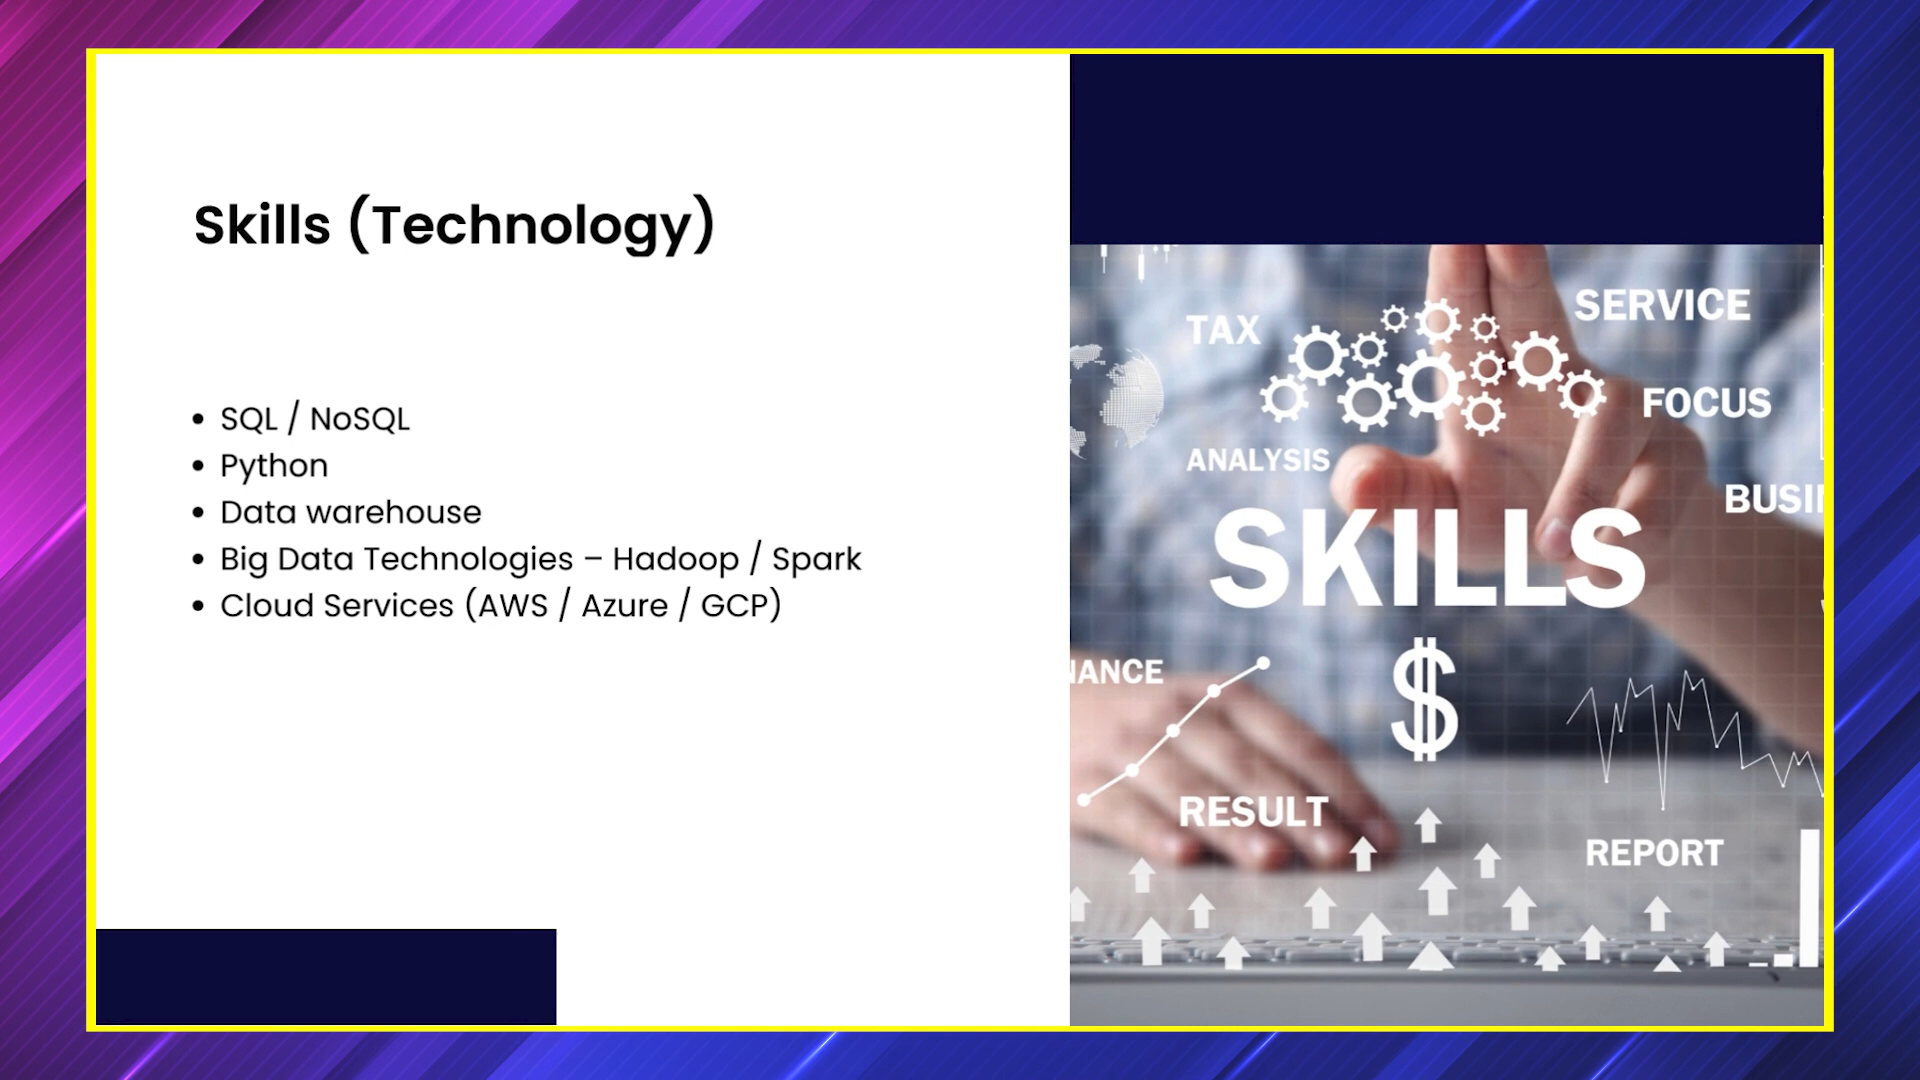 Skills (Technology)
• SQL / NoSQL
• Python
• Data warehouse
• Big Data Technologies – Hadoop / Spark
• Cloud Services (AWS / Azure / GCP)
TAX
SERVICE
FOCUS
ANALYSIS
BUSIN
SKILLS
NANCE
$
RESULT
REPORT